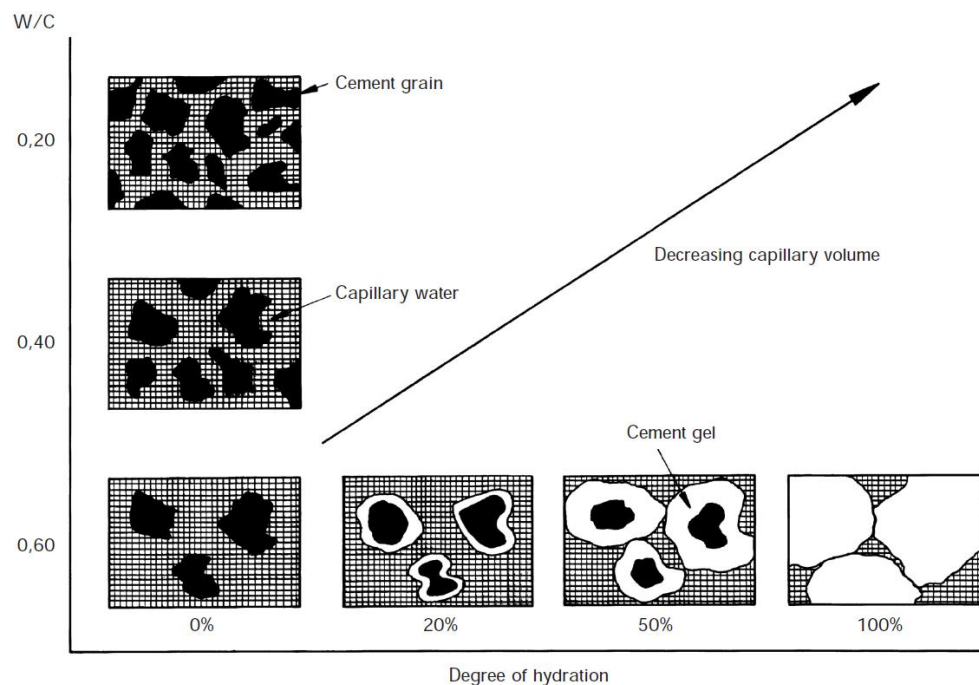 W/C
Cement grain
0,20
Decreasing capillary volume
Capillary water
0,40
Cement gel
0,60
0%
20%
50%
100%
Degree of hydration